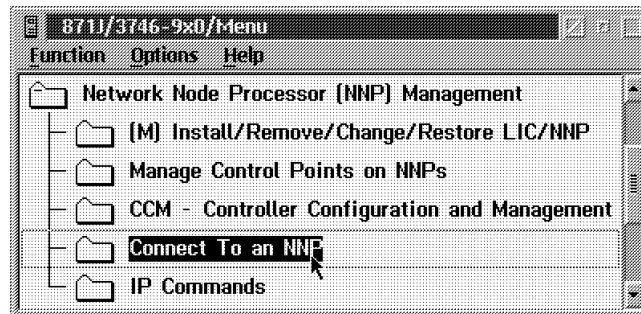 871J/3746-9x0/Menu
Function Options Help
Network Node Processor (NNP) Management
(M) Install/Remove/Change/Restore LIC/NNP
Manage Control Points on NNPs
CCM - Controller Configuration and Management
Connect To an NNP
IP Commands